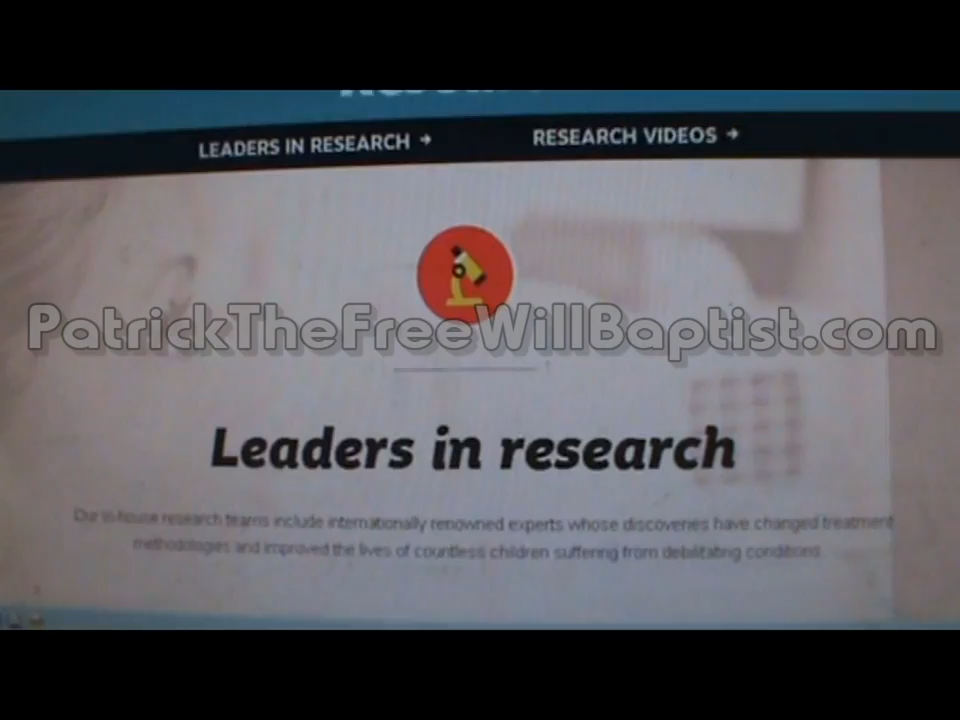 LEADERS IN RESEARCH → RESEARCH VIDEOS →
PatrickTheFreeWillBaptist.com
Leaders in research
Our in-house research teams include internationally renowned experts whose discoveries have changed treatment
methodologies and improved the lives of countless children suffering from debilitating conditions.